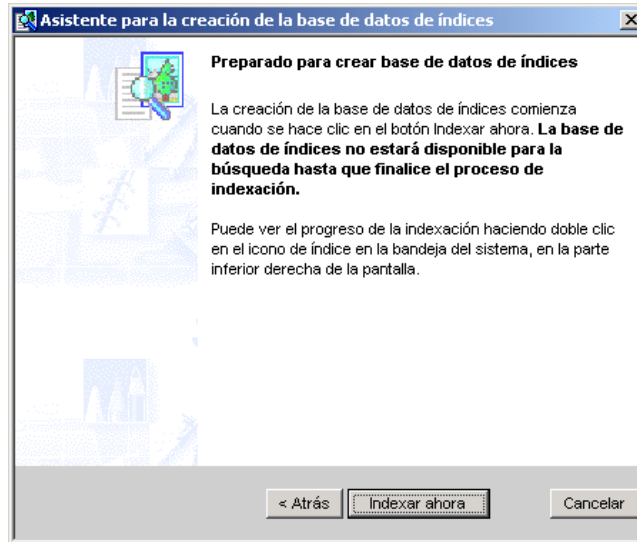 Asistente para la creación de la base de datos de índices
Preparado para crear base de datos de índices
La creación de la base de datos de índices comienza
cuando se hace clic en el botón Indexar ahora. La base de
datos de índices no estará disponible para la
búsqueda hasta que finalice el proceso de
indexación.
Puede ver el progreso de la indexación haciendo doble clic
en el icono de índice en la bandeja del sistema, en la parte
inferior derecha de la pantalla.
< Atrás
Indexar ahora
Cancelar